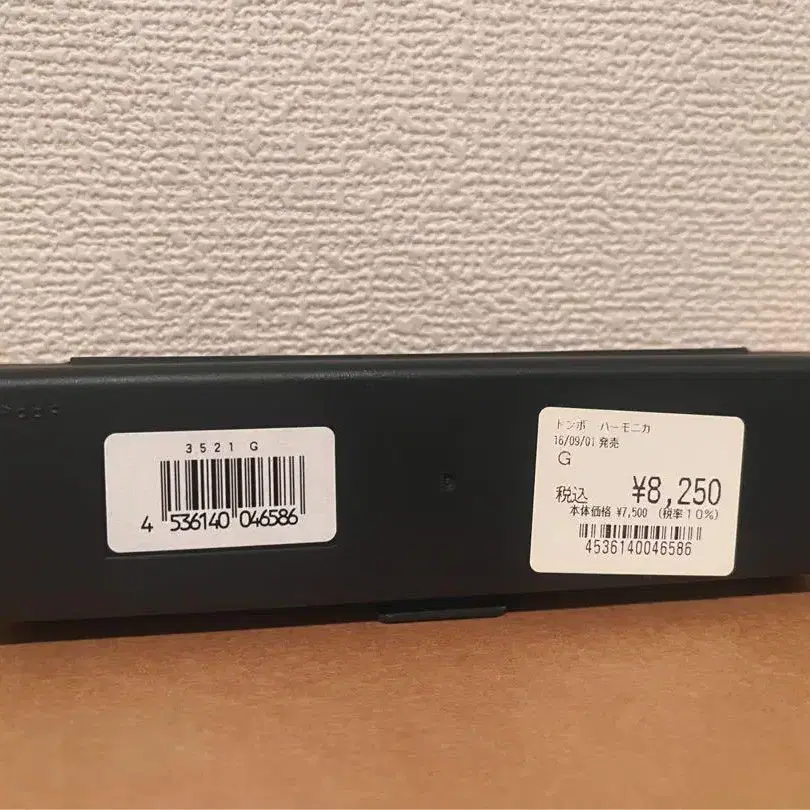 3521 G
4 536140 046586
トンボ ハーモニカ
16/09/01 発売
G
税込 ¥8,250
本体価格 ¥7,500 (税率10%)
4536140046586